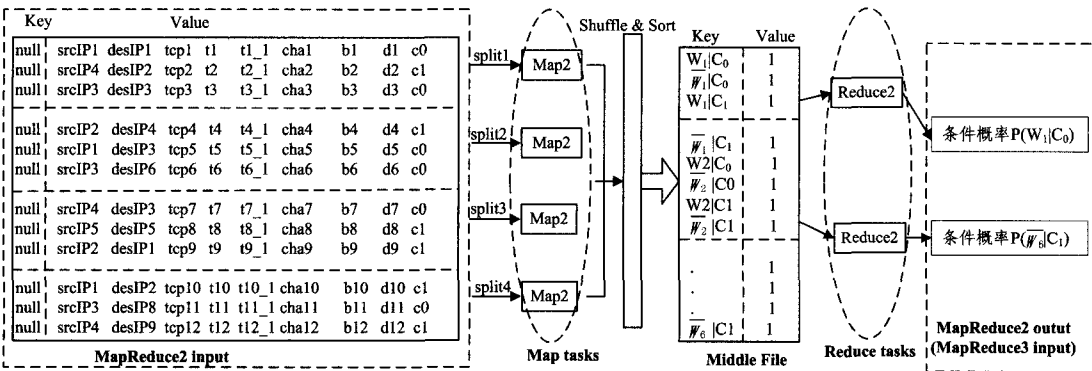 Key Value
null srcIP1 desIP1 tcp1 t1 t1_1 cha1 b1 d1 c0
null srcIP4 desIP2 tcp2 t2 t2_1 cha2 b2 d2 c1
null srcIP3 desIP3 tcp3 t3 t3_1 cha3 b3 d3 c0
null srcIP2 desIP4 tcp4 t4 t4_1 cha4 b4 d4 c1
null srcIP1 desIP3 tcp5 t5 t5_1 cha5 b5 d5 c0
null srcIP3 desIP6 tcp6 t6 t6_1 cha6 b6 d6 c0
null srcIP4 desIP3 tcp7 t7 t7_1 cha7 b7 d7 c0
null srcIP5 desIP5 tcp8 t8 t8_1 cha8 b8 d8 c1
null srcIP2 desIP1 tcp9 t9 t9_1 cha9 b9 d9 c1
null srcIP1 desIP2 tcp10 t10 t10_1 cha10 b10 d10 c1
null srcIP3 desIP8 tcp11 t11 t11_1 cha11 b11 d11 c0
null srcIP4 desIP9 tcp12 t12 t12_1 cha12 b12 d12 c1
MapReduce2 input
split1
split2
split3
split4
Map2
Map2
Map2
Map2
Map tasks
Shuffle & Sort
Key Value
W₁|C₀ 1
W̅₁|C₀ 1
W₁|C₁ 1
W̅₁|C₁ 1
W2|C₀ 1
W̅₂|C0 1
W2|C1 1
W̅₂|C1 1
. 1
. 1
. 1
W̅₆|C1 1
Middle File
Reduce2
Reduce2
Reduce tasks
条件概率P(W₁|C₀)
条件概率P(W̅₆|C₁)
MapReduce2 outut
(MapReduce3 input)